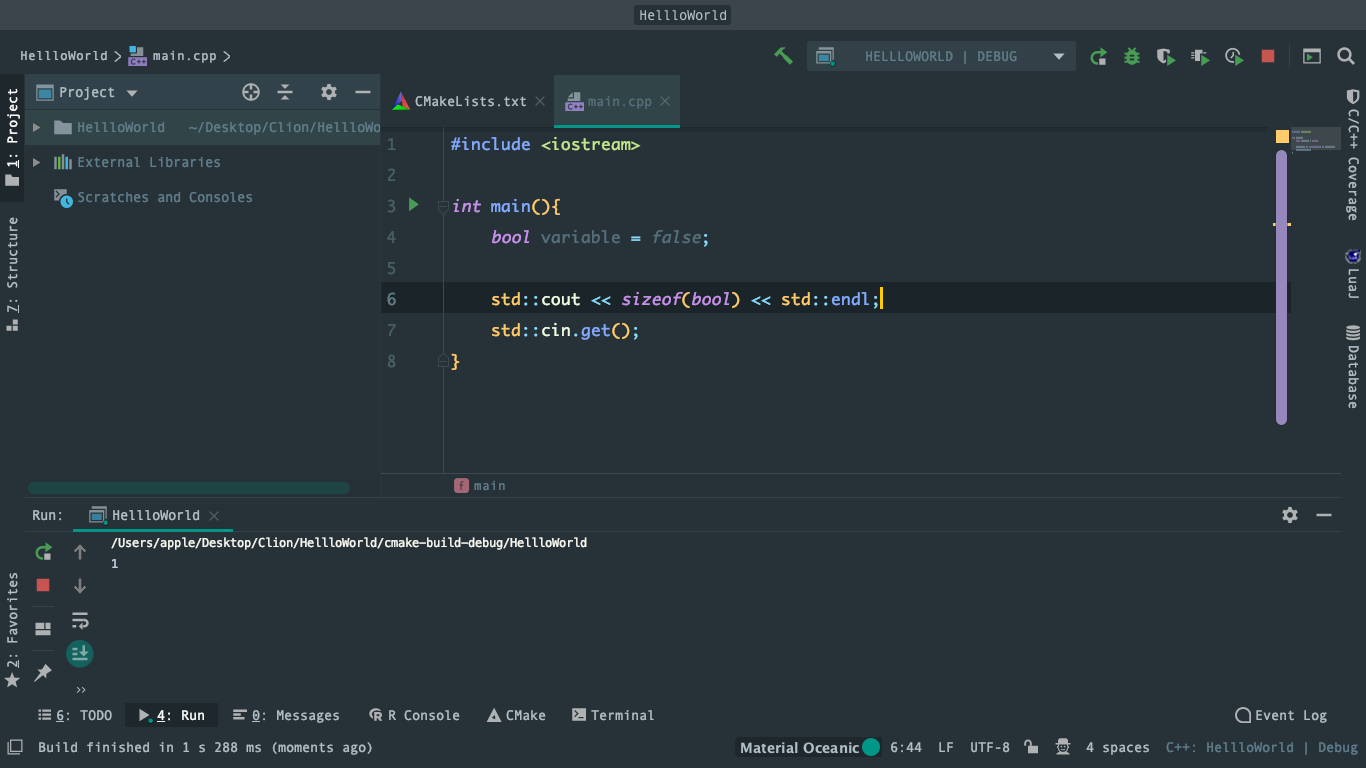 HellloWorld
HellloWorld main.cpp
HELLLOWORLD | DEBUG
1: Project
Z: Structure
2: Favorites
Project
HellloWorld ~/Desktop/Clion/HellloWo
External Libraries
Scratches and Consoles
CMakeLists.txt
main.cpp
1 #include <iostream>
2
3 int main(){
4 bool variable = false;
5
6 std::cout << sizeof(bool) << std::endl;
7 std::cin.get();
8 }
main
C/C++ Coverage
LuaJ
Database
Run: HellloWorld
/Users/apple/Desktop/Clion/HellloWorld/cmake-build-debug/HellloWorld
1
6: TODO 4: Run 0: Messages R Console CMake Terminal Event Log
Build finished in 1 s 288 ms (moments ago) Material Oceanic 6:44 LF UTF-8 4 spaces C++: HellloWorld | Debug